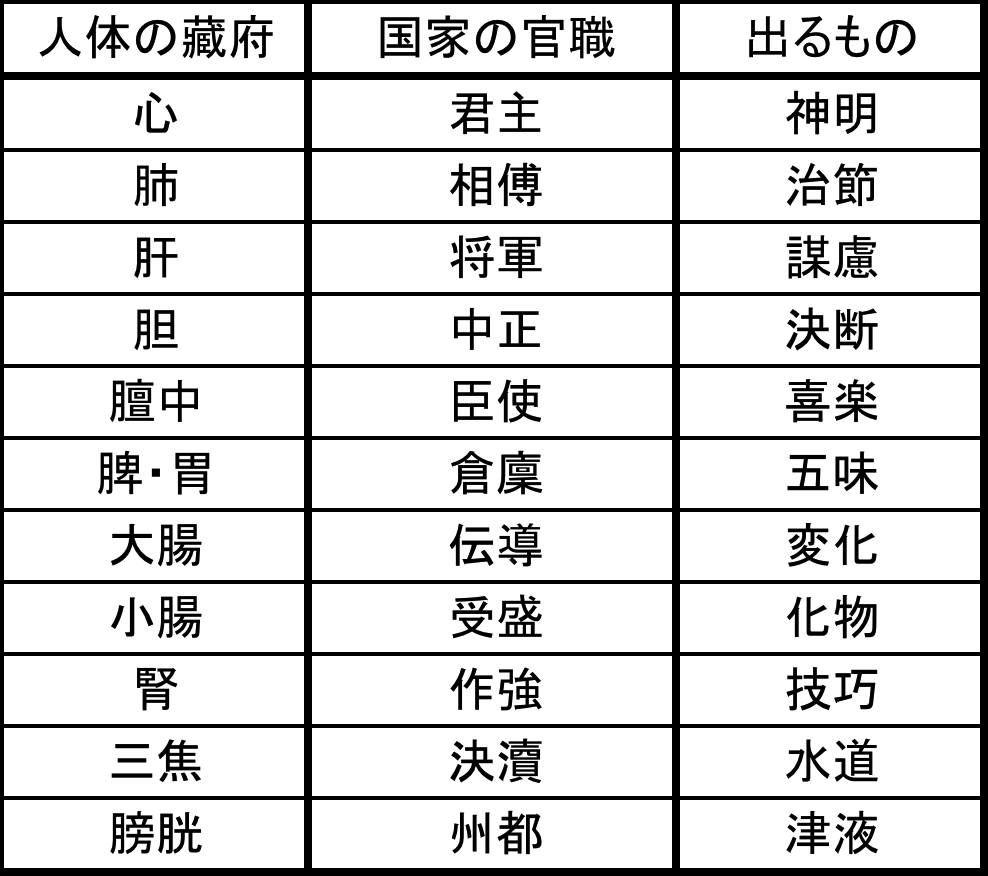 人体の藏府 国家の官職 出るもの
心 君主 神明
肺 相傅 治節
肝 将軍 謀慮
胆 中正 決断
膻中 臣使 喜楽
脾・胃 倉廩 五味
大腸 伝導 変化
小腸 受盛 化物
腎 作強 技巧
三焦 決瀆 水道
膀胱 州都 津液